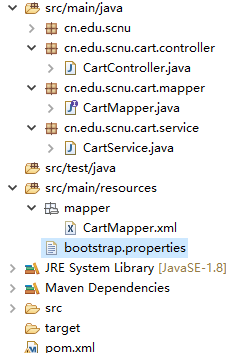 src/main/java
cn.edu.scnu
cn.edu.scnu.cart.controller
CartController.java
cn.edu.scnu.cart.mapper
CartMapper.java
cn.edu.scnu.cart.service
CartService.java
src/test/java
src/main/resources
mapper
CartMapper.xml
bootstrap.properties
JRE System Library [JavaSE-1.8]
Maven Dependencies
src
target
pom.xml